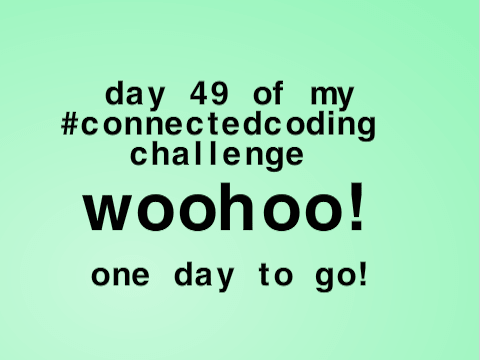 day 49 of my
#connectedcoding
challenge
woohoo!
one day to go!